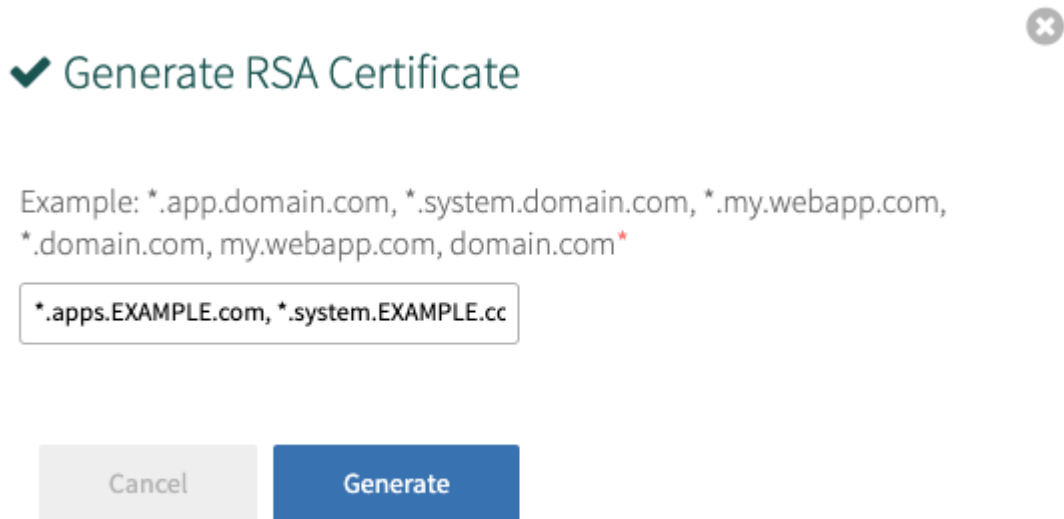 Generate RSA Certificate
Example: *.app.domain.com, *.system.domain.com, *.my.webapp.com,
*.domain.com, my.webapp.com, domain.com*
*.apps.EXAMPLE.com, *.system.EXAMPLE.cc
Cancel
Generate